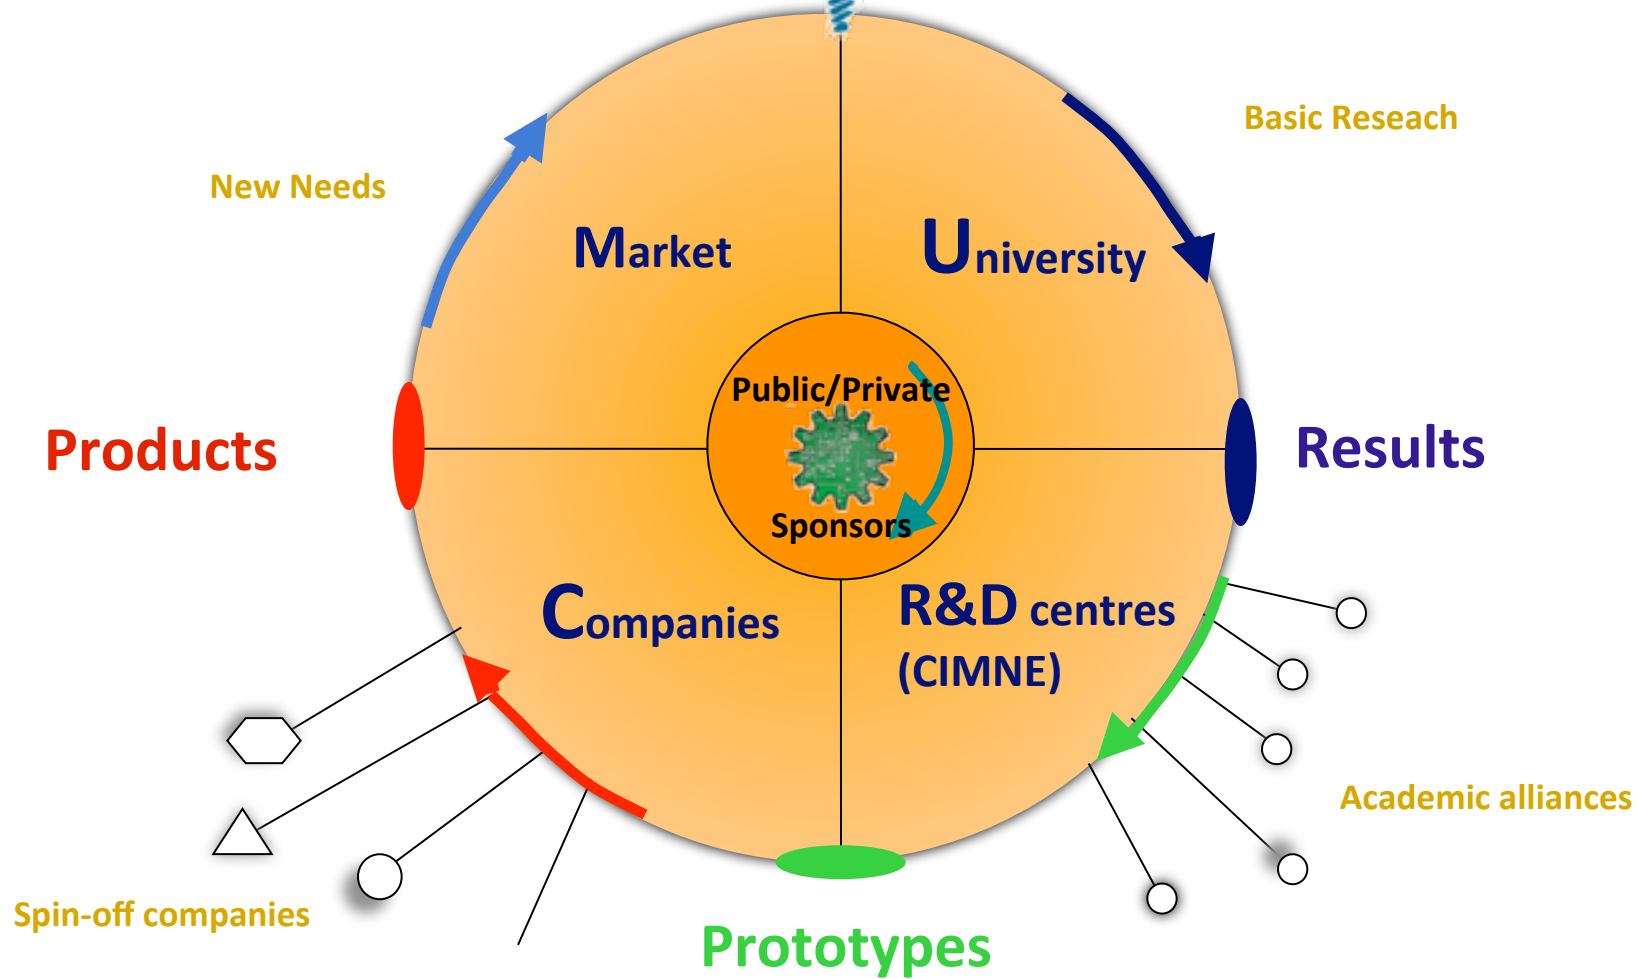 Basic Reseach
New Needs
Market
University
Public/Private
Products
Results
Sponsors
Companies
R&D centres
(CIMNE)
Academic alliances
Spin-off companies
Prototypes